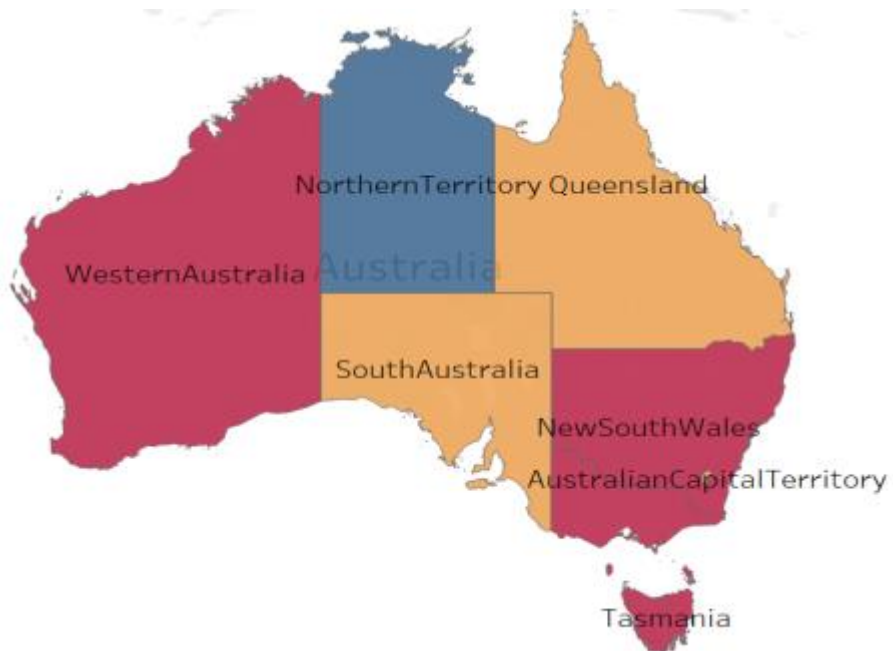 NorthernTerritory Queensland
WesternAustralia
Australia
SouthAustralia
NewSouthWales
AustralianCapitalTerritory
Tasmania